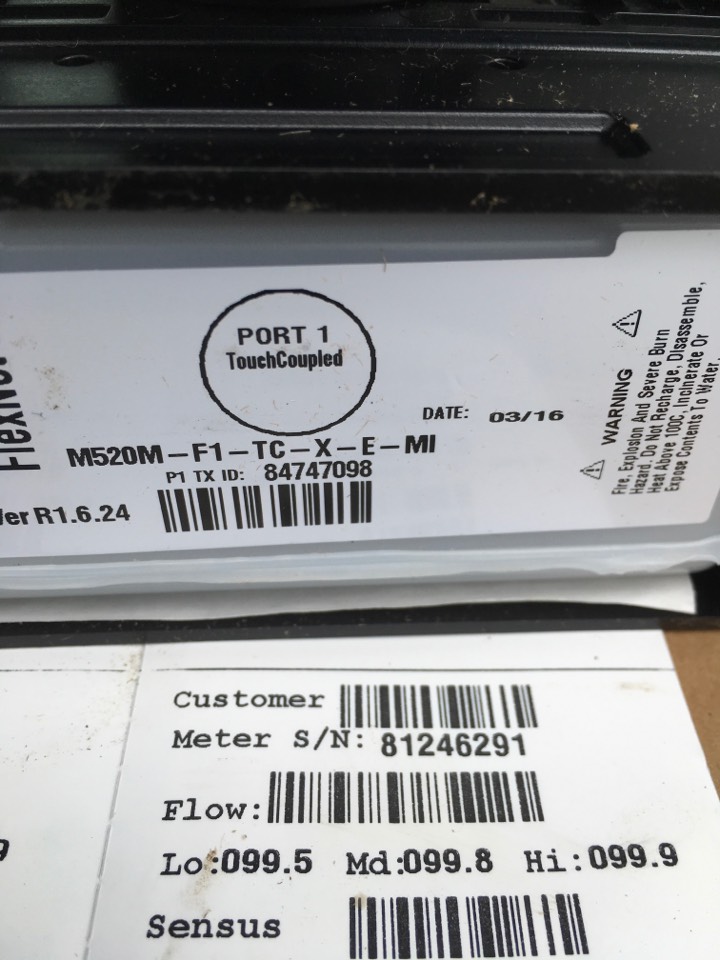 FlexNet
PORT 1
TouchCoupled
DATE: 03/16
M520M-F1-TC-X-E-MI
P1 TX ID: 84747098
Ver R1.6.24
WARNING
Fire, Explosion And Severe Burn
Hazard. Do Not Recharge, Disassemble,
Heat Above 100C, Incinerate Or
Expose Contents To Water.
Customer
Meter S/N: 81246291
Flow:
Lo:099.5 Md:099.8 Hi:099.9
Sensus